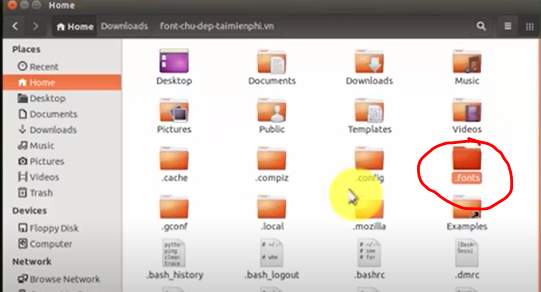 Home
Home Downloads font-chu-dep-taimienphi.vn
Places
Recent
Home
Desktop
Documents
Downloads
Music
Pictures
Videos
Trash
Devices
Floppy Disk
Computer
Network
Browse Network
Desktop Documents Downloads Music
Pictures Public Templates Videos
.cache .compiz .config .fonts
.gconf .local .mozilla Examples
.bash_history .bash_logout .bashrc .dmrc